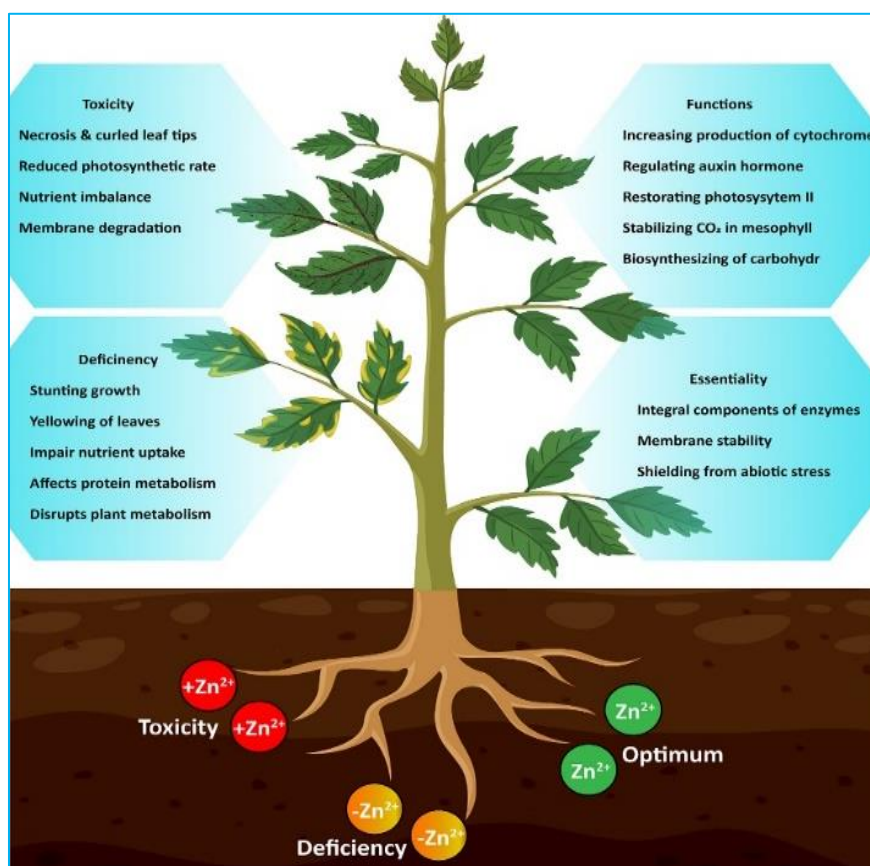 Toxicity
Necrosis & curled leaf tips
Reduced photosynthetic rate
Nutrient imbalance
Membrane degradation
Functions
Increasing production of cytochrome
Regulating auxin hormone
Restorating photosysytem II
Stabilizing CO₂ in mesophyll
Biosynthesizing of carbohydr
Deficinency
Stunting growth
Yellowing of leaves
Impair nutrient uptake
Affects protein metabolism
Disrupts plant metabolism
Essentiality
Integral components of enzymes
Membrane stability
Shielding from abiotic stress
+Zn²⁺
+Zn²⁺
Toxicity
-Zn²⁺
-Zn²⁺
Deficiency
Zn²⁺
Zn²⁺
Optimum